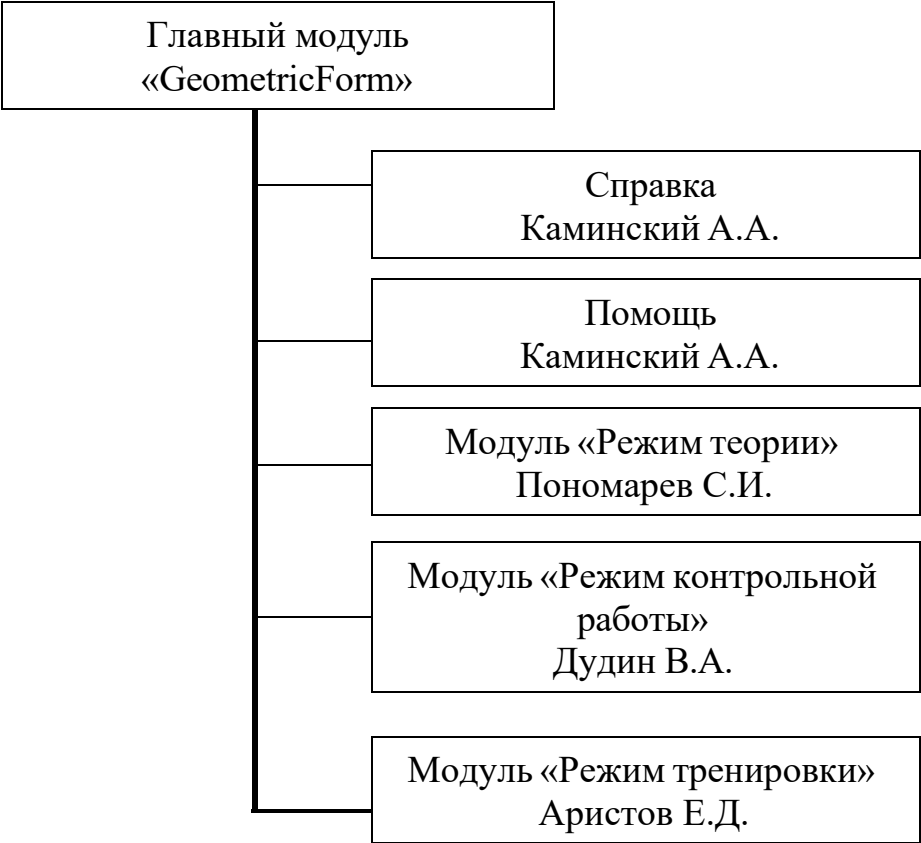 Главный модуль
«GeometricForm»
Справка
Каминский А.А.
Помощь
Каминский А.А.
Модуль «Режим теории»
Пономарев С.И.
Модуль «Режим контрольной
работы»
Дудин В.А.
Модуль «Режим тренировки»
Аристов Е.Д.